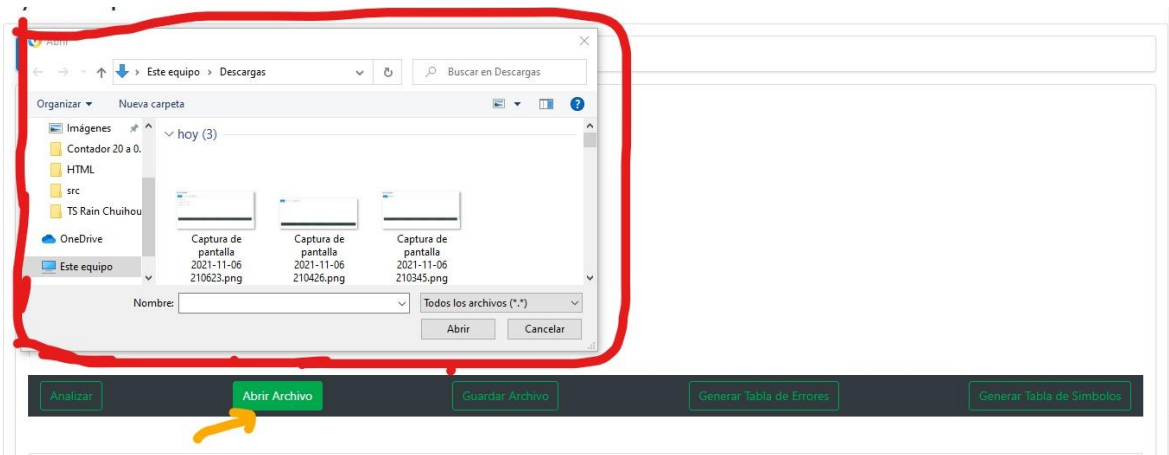 Abrir
Este equipo > Descargas
Buscar en Descargas
Organizar
Nueva carpeta
Imágenes
Contador 20 a 0.
HTML
src
TS Rain Chuihou
OneDrive
Este equipo
hoy (3)
Captura de pantalla 2021-11-06 210623.png
Captura de pantalla 2021-11-06 210426.png
Captura de pantalla 2021-11-06 210345.png
Nombre:
Todos los archivos (*.*)
Abrir
Cancelar
Analizar
Abrir Archivo
Guardar Archivo
Generar Tabla de Errores
Generar Tabla de Simbolos